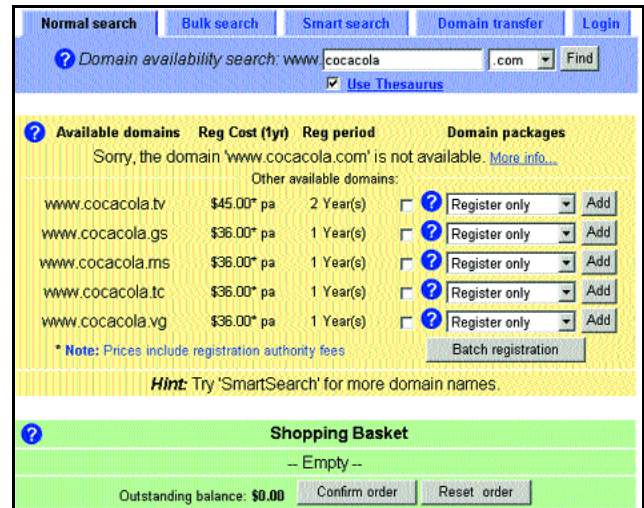 Normal search Bulk search Smart search Domain transfer Login
? Domain availability search: www. cocacola .com Find
Use Thesaurus
? Available domains Reg Cost (1yr) Reg period Domain packages
Sorry, the domain 'www.cocacola.com' is not available. More info...
Other available domains:
www.cocacola.tv $45.00* pa 2 Year(s) ? Register only Add
www.cocacola.gs $36.00* pa 1 Year(s) ? Register only Add
www.cocacola.ms $36.00* pa 1 Year(s) ? Register only Add
www.cocacola.tc $36.00* pa 1 Year(s) ? Register only Add
www.cocacola.vg $36.00* pa 1 Year(s) ? Register only Add
* Note: Prices include registration authority fees Batch registration
Hint: Try 'SmartSearch' for more domain names.
? Shopping Basket
-- Empty --
Outstanding balance: $0.00 Confirm order Reset order